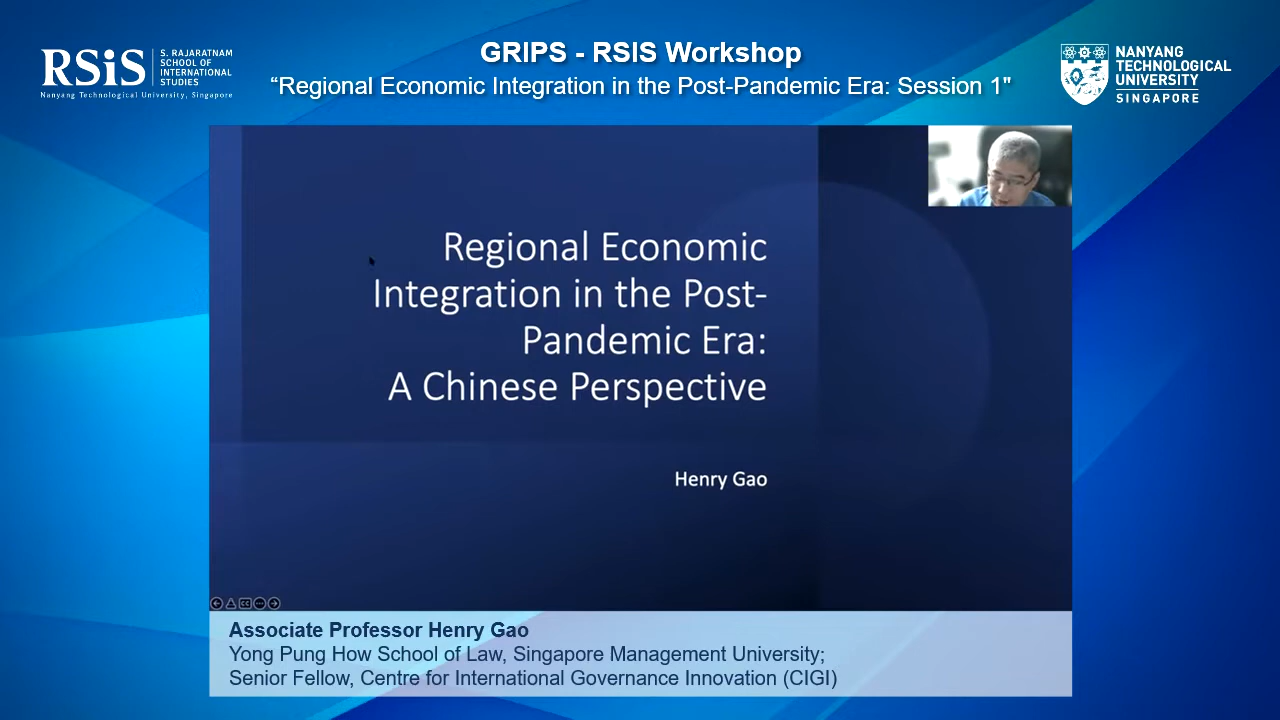 RSiS
S. RAJARATNAM
SCHOOL OF
INTERNATIONAL
STUDIES
Nanyang Technological University, Singapore
GRIPS - RSIS Workshop
“Regional Economic Integration in the Post-Pandemic Era: Session 1"
NANYANG
TECHNOLOGICAL
UNIVERSITY
SINGAPORE
Regional Economic
Integration in the Post-
Pandemic Era:
A Chinese Perspective
Henry Gao
Associate Professor Henry Gao
Yong Pung How School of Law, Singapore Management University;
Senior Fellow, Centre for International Governance Innovation (CIGI)